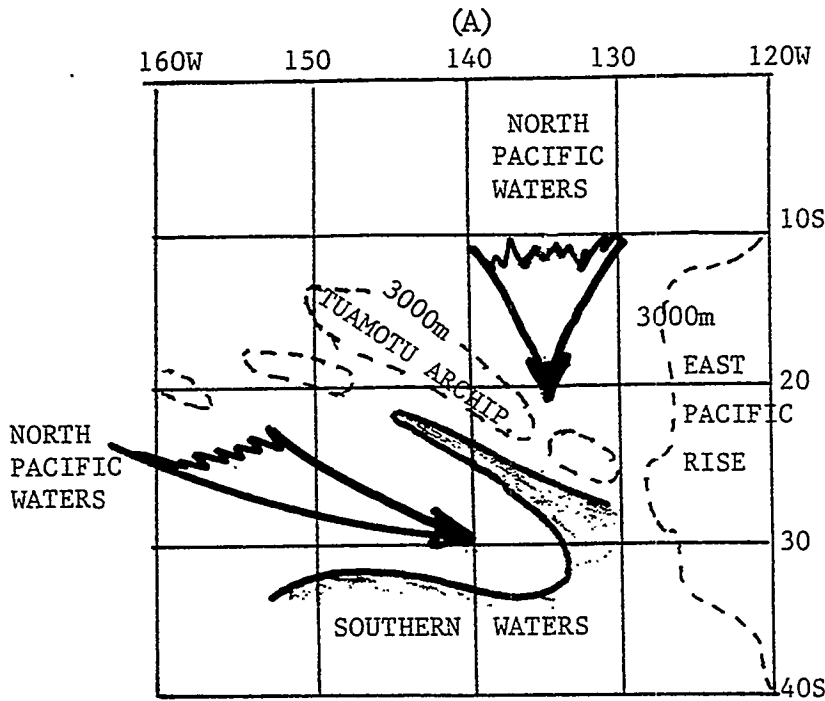 (A)
160W 150 140 130 120W
NORTH
PACIFIC
WATERS
10S
3000m
TUAMOTU ARCHIP.
3000m
EAST
20
PACIFIC
RISE
NORTH
PACIFIC
WATERS
30
SOUTHERN WATERS
40S